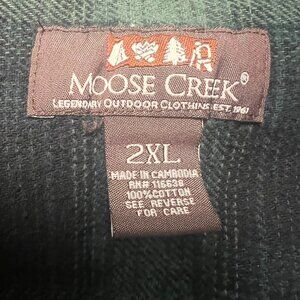 MOOSE CREEK®
LEGENDARY OUTDOOR CLOTHING EST. 1961
2XL
MADE IN CAMBODIA
RN# 116638
100% COTTON
SEE REVERSE
FOR CARE